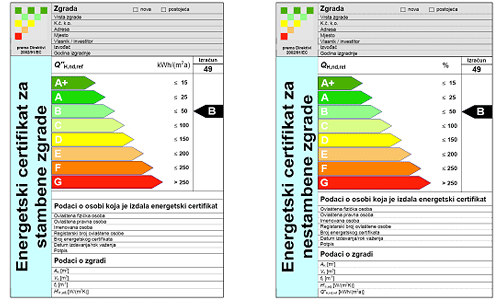 Zgrada
nova
postojeća
Vrsta zgrade
K.č. k.o.
Adresa
Mjesto
Vlasnik / investitor
Izvođač
Godina izgradnje
prema Direktivi
2002/91/EC
Energetski certifikat za
stambene zgrade
Q"H,nd,ref
kWh/(m²a)
Izračun
49
A+ ≤ 15
A ≤ 25
B ≤ 50
B
C ≤ 100
D ≤ 150
E ≤ 200
F ≤ 250
G > 250
Podaci o osobi koja je izdala energetski certifikat
Ovlaštena fizička osoba
Ovlaštena pravna osoba
Imenovana osoba
Registarski broj ovlaštene osobe
Broj energetskog certifikata
Datum izdavanja/rok važenja
Potpis
Podaci o zgradi
Zgrada
nova
postojeća
Vrsta zgrade
K.č. k.o.
Adresa
Mjesto
Vlasnik / investitor
Izvođač
Godina izgradnje
prema Direktivi
2002/91/EC
Energetski certifikat za
nestambene zgrade
QH,nd,rel
%
Izračun
49
A+ ≤ 15
A ≤ 25
B ≤ 50
B
C ≤ 100
D ≤ 150
E ≤ 200
F ≤ 250
G > 250
Podaci o osobi koja je izdala energetski certifikat
Ovlaštena fizička osoba
Ovlaštena pravna osoba
Imenovana osoba
Registarski broj ovlaštene osobe
Broj energetskog certifikata
Datum izdavanja/rok važenja
Potpis
Podaci o zgradi